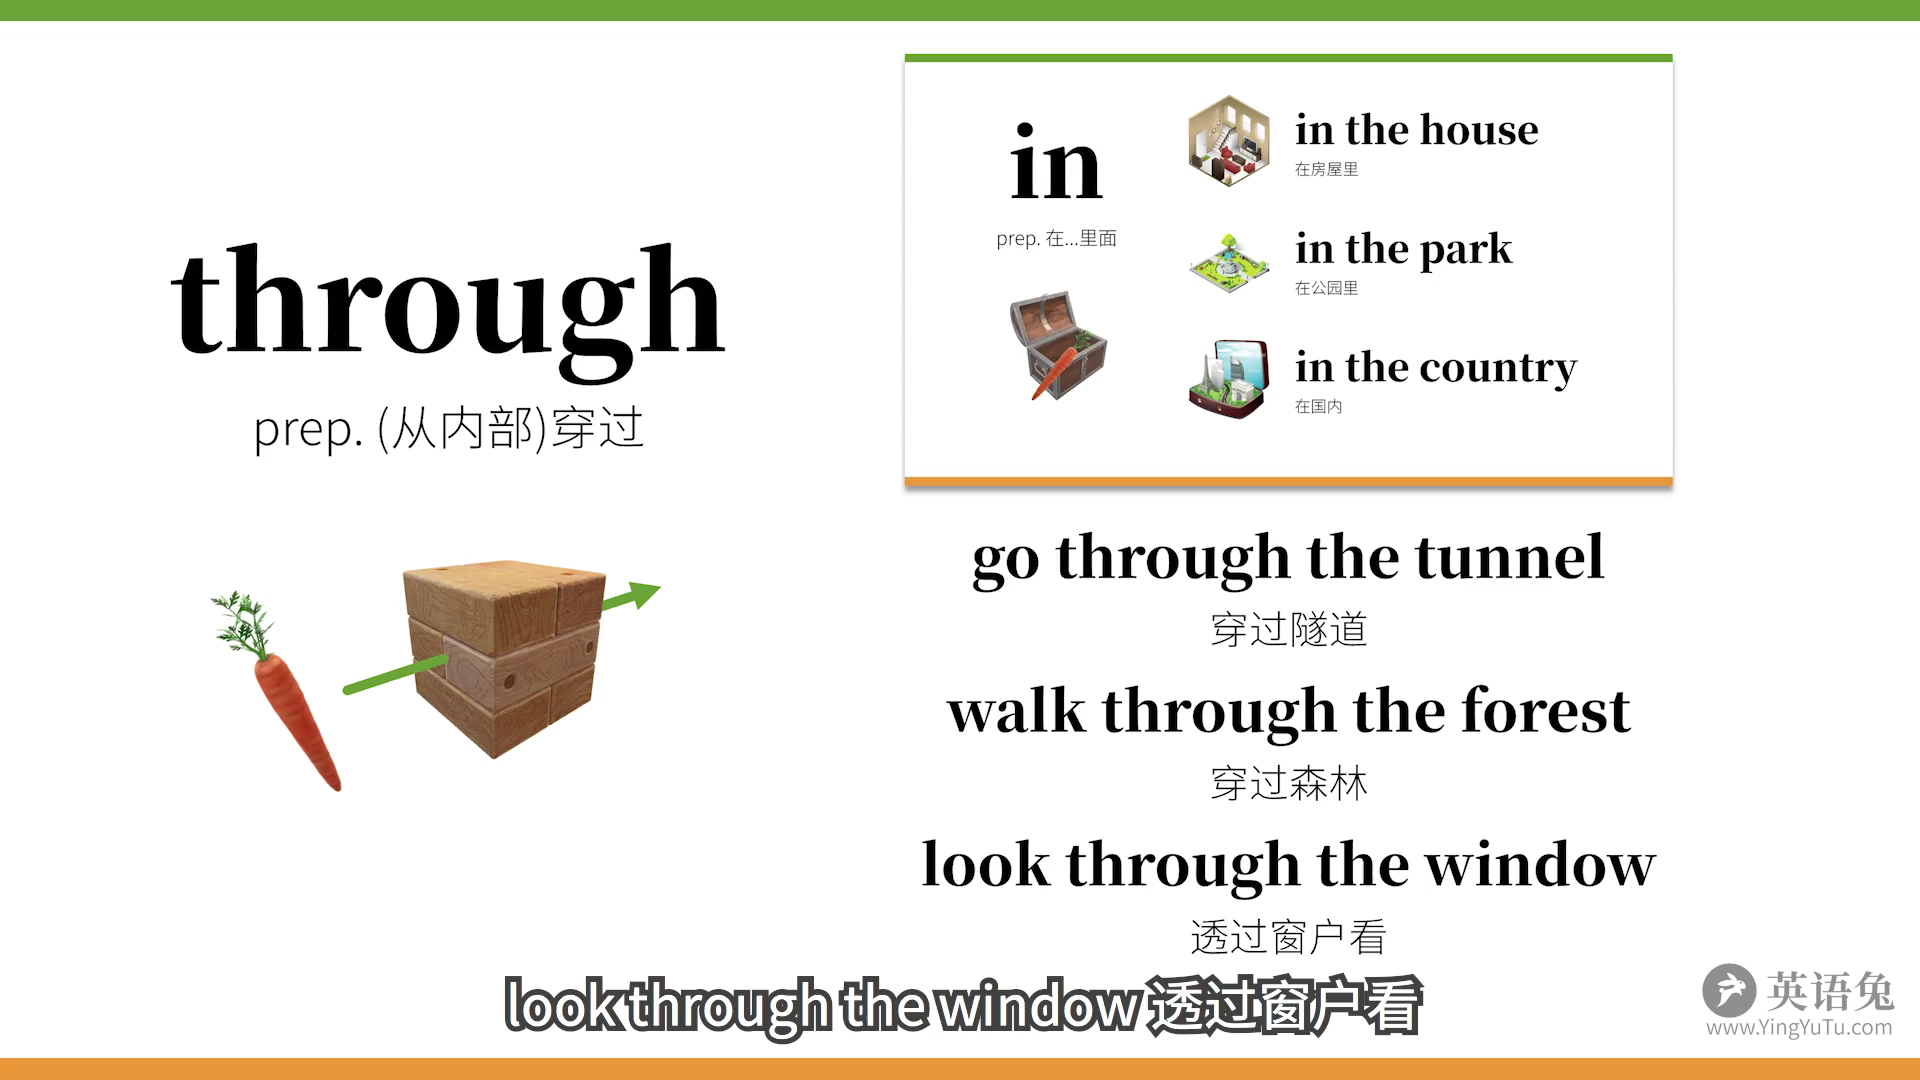 through
prep. (从内部)穿过
in
prep. 在...里面
in the house
在房屋里
in the park
在公园里
in the country
在国内
go through the tunnel
穿过隧道
walk through the forest
穿过森林
look through the window
透过窗户看
look through the window 透过窗户看
英语兔
www.YingYuTu.com